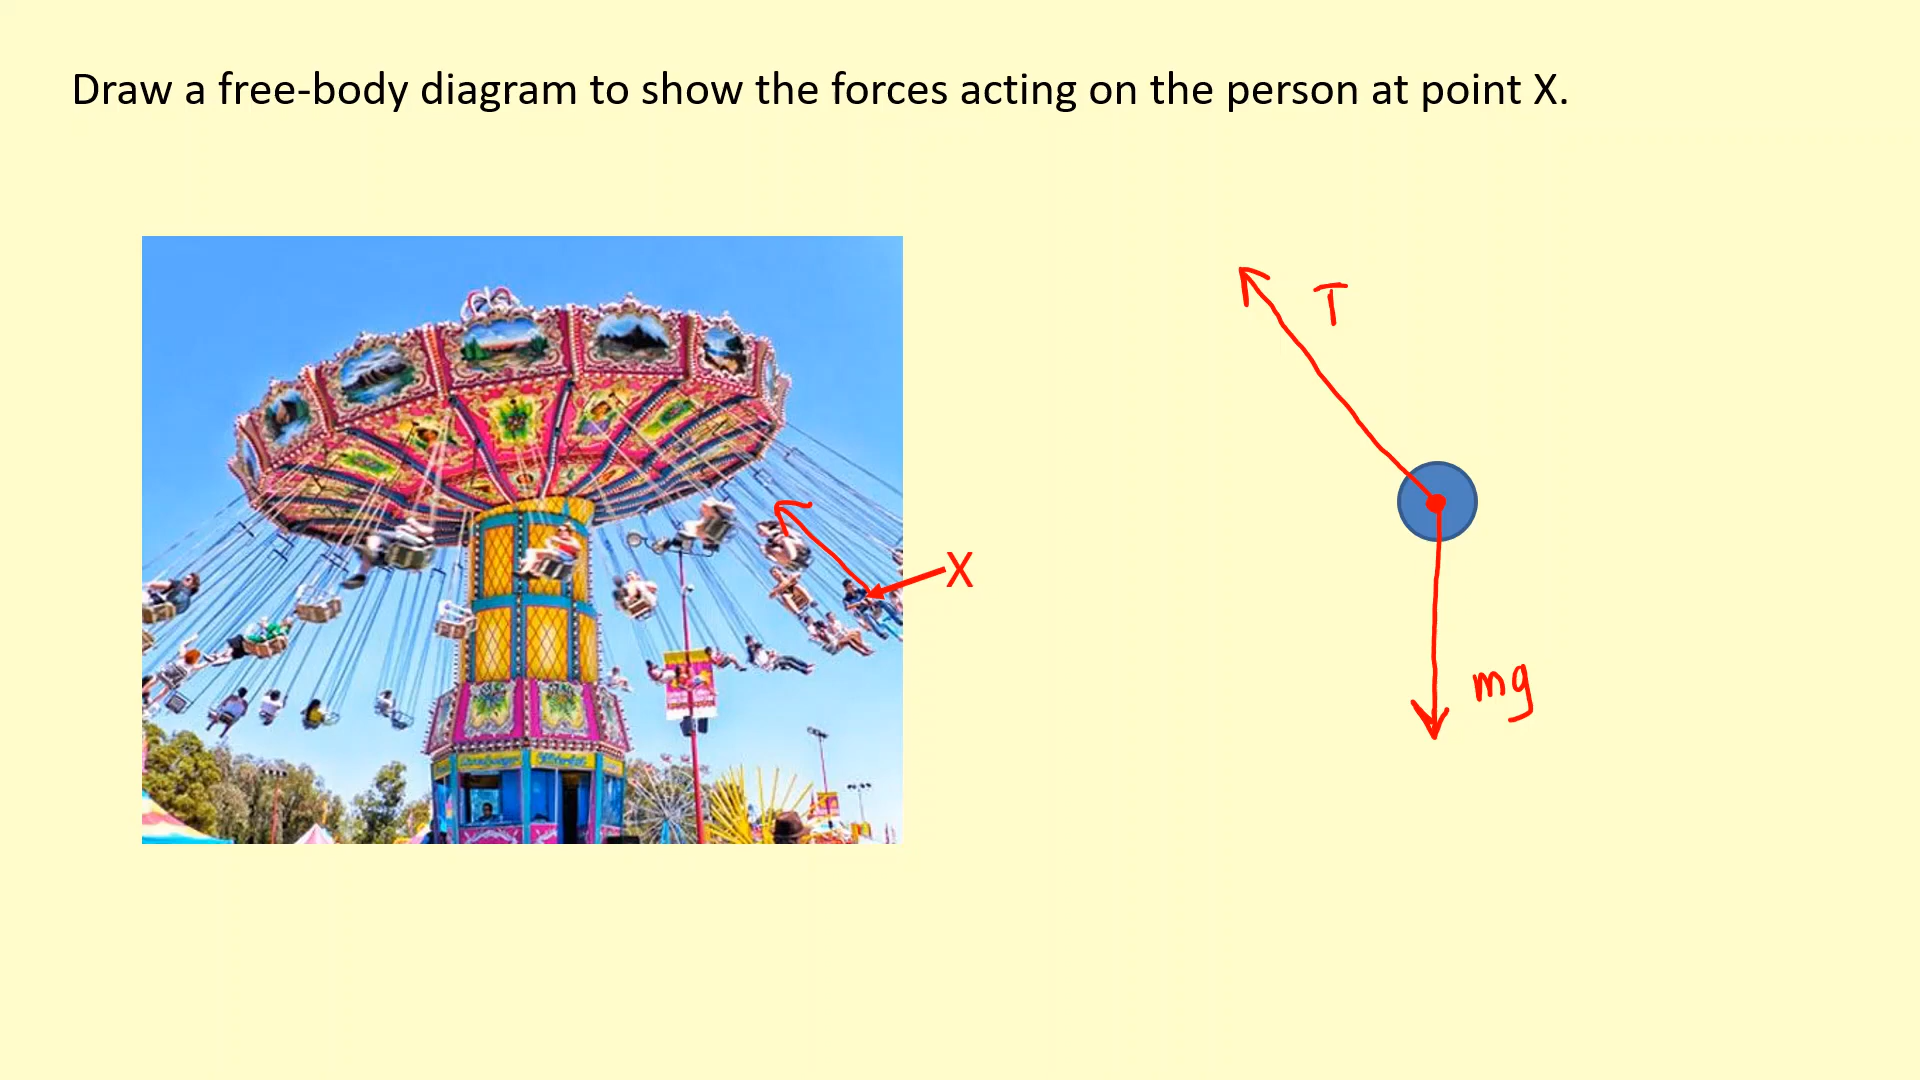 Draw a free-body diagram to show the forces acting on the person at point X.
T
X
mg